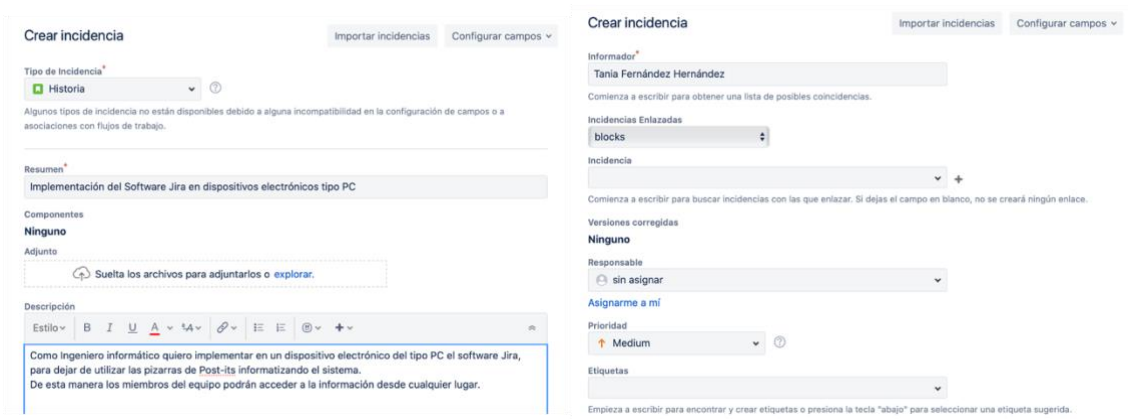 Crear incidencia
Importar incidencias
Configurar campos
Tipo de Incidencia*
Historia
Algunos tipos de incidencia no están disponibles debido a alguna incompatibilidad en la configuración de campos o a
asociaciones con flujos de trabajo.
Resumen*
Implementación del Software Jira en dispositivos electrónicos tipo PC
Componentes
Ninguno
Adjunto
Suelta los archivos para adjuntarlos o explorar.
Descripción
Estilo B I U A A
Como Ingeniero informático quiero implementar en un dispositivo electrónico del tipo PC el software Jira,
para dejar de utilizar las pizarras de Post-its informatizando el sistema.
De esta manera los miembros del equipo podrán acceder a la información desde cualquier lugar.
Crear incidencia
Importar incidencias
Configurar campos
Informador*
Tania Fernández Hernández
Comienza a escribir para obtener una lista de posibles coincidencias.
Incidencias Enlazadas
blocks
Incidencia
Comienza a escribir para buscar incidencias con las que enlazar. Si dejas el campo en blanco, no se creará ningún enlace.
Versiones corregidas
Ninguno
Responsable
sin asignar
Asignarme a mí
Prioridad
Medium
Etiquetas
Empieza a escribir para encontrar y crear etiquetas o presiona la tecla "abajo" para seleccionar una etiqueta sugerida.